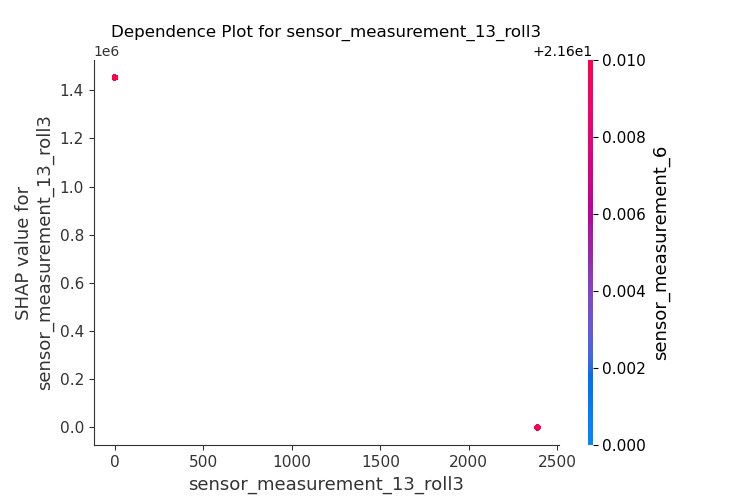 Dependence Plot for sensor_measurement_13_roll3
1e6
+2.16e1
1.4
1.2
1.0
0.8
0.6
0.4
0.2
0.0
SHAP value for
sensor_measurement_13_roll3
0
500
1000
1500
2000
2500
sensor_measurement_13_roll3
0.010
0.008
0.006
0.004
0.002
0.000
sensor_measurement_6